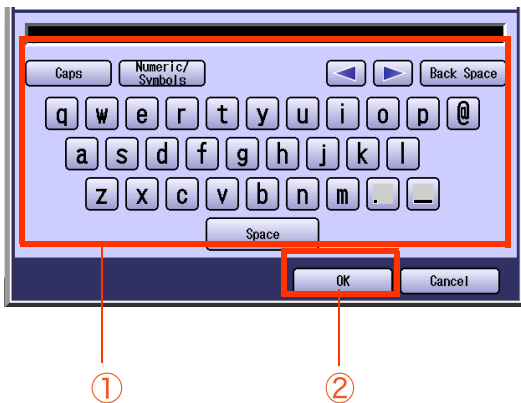 Caps Numeric/ Back Space
Symbols
q w e r t y u i o p @
a s d f g h j k l
z x c v b n m . _
Space
OK Cancel
① ②